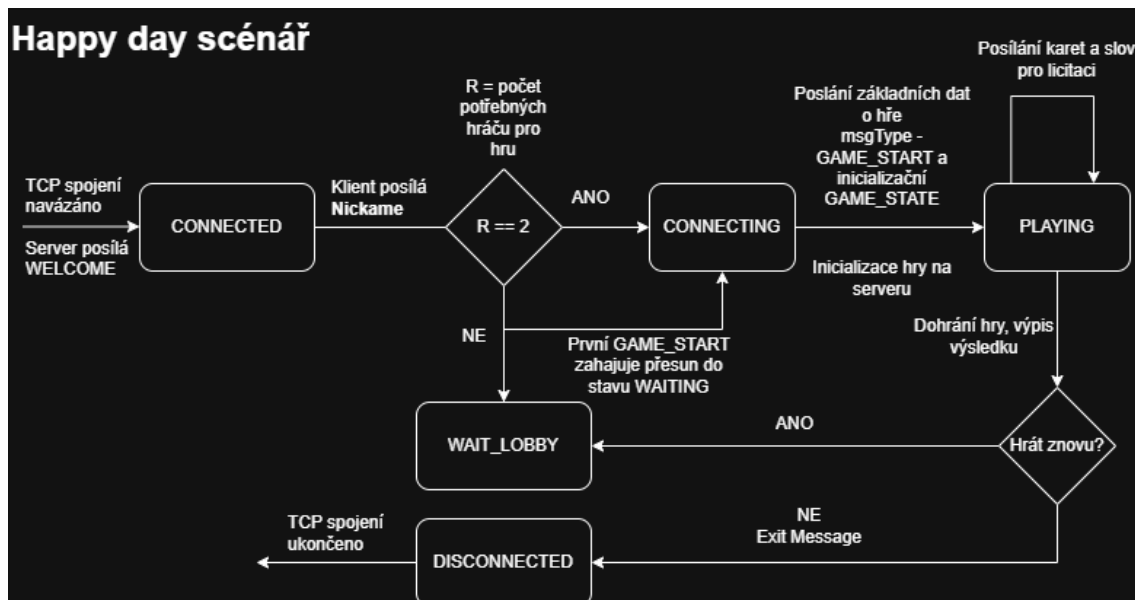 Happy day scénář
Posílání karet a slov
pro licitaci
R = počet
potřebných
hráču pro
hru
Poslání základních dat
o hře
msgType -
GAME_START a
inicializační
GAME_STATE
TCP spojení
navázáno
Server posílá
WELCOME
CONNECTED
Klient posílá
Nickame
R == 2
ANO
CONNECTING
PLAYING
Inicializace hry na
serveru
NE
První GAME_START
zahajuje přesun do
stavu WAITING
Dohrání hry, výpis
výsledku
WAIT_LOBBY
ANO
Hrát znovu?
NE
Exit Message
TCP spojení
ukončeno
DISCONNECTED